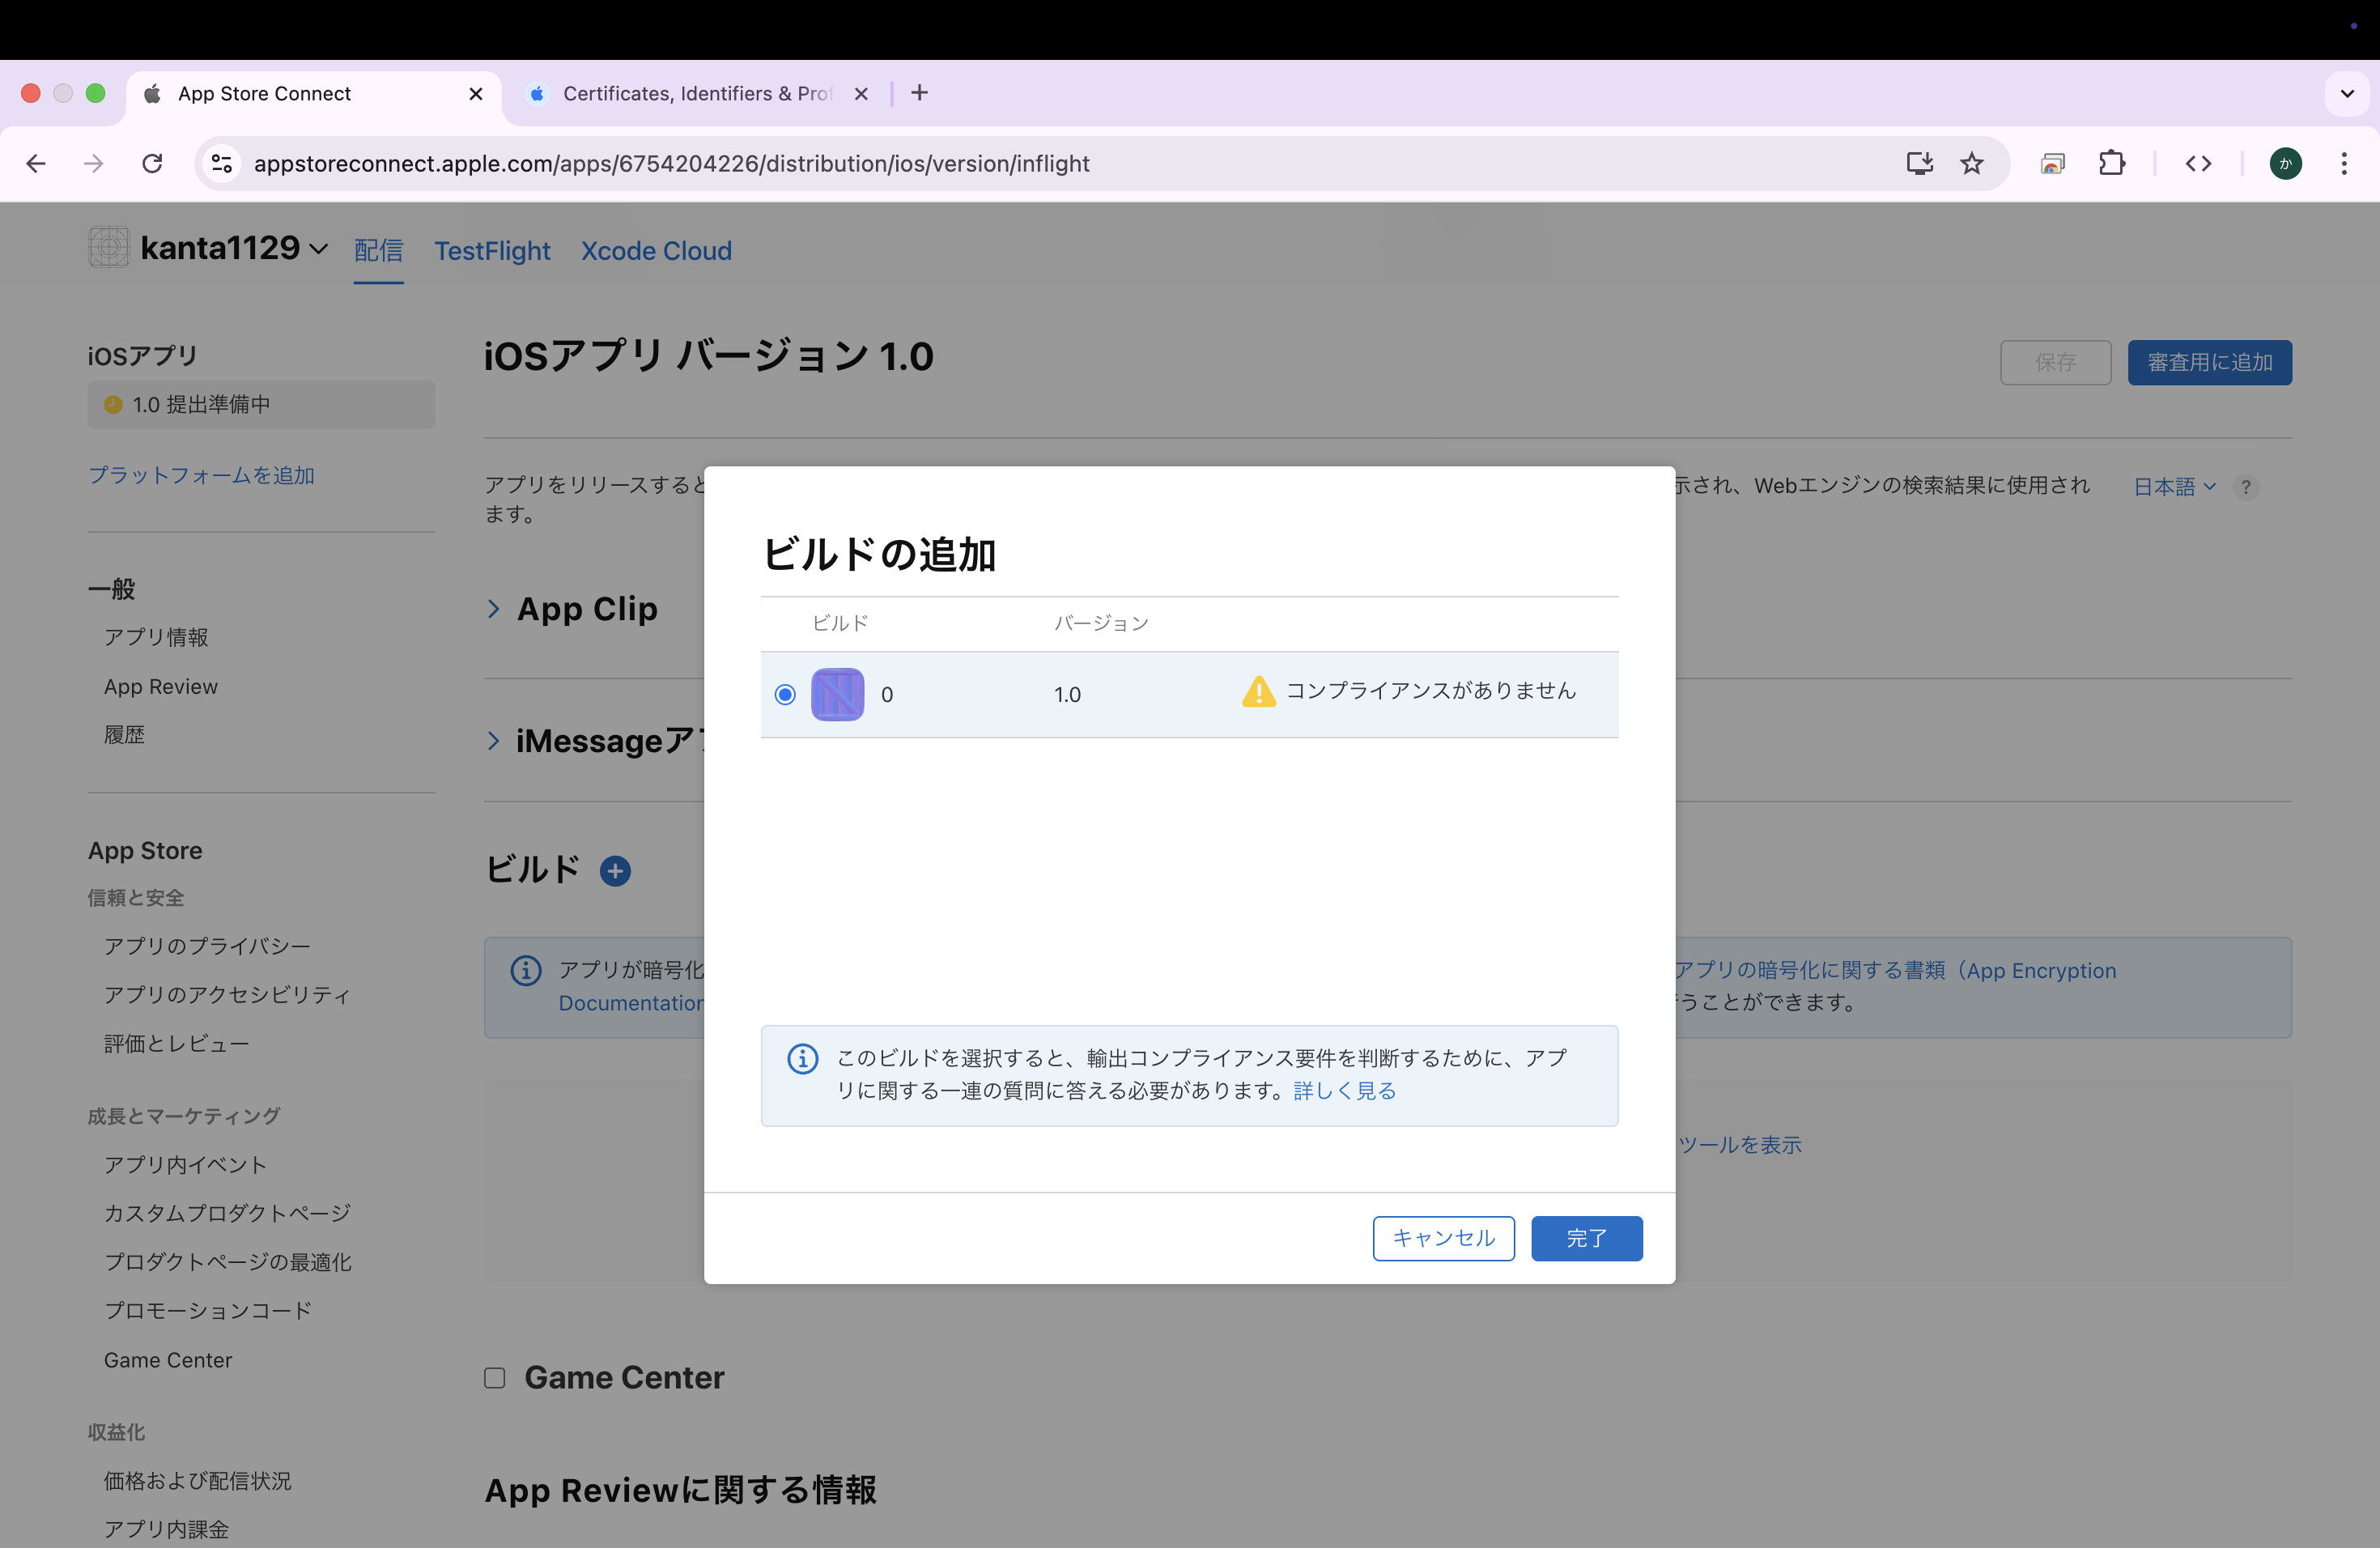 App Store Connect
Certificates, Identifiers & Prof
appstoreconnect.apple.com/apps/6754204226/distribution/ios/version/inflight
か
kanta1129
配信
TestFlight
Xcode Cloud
iOSアプリ
1.0 提出準備中
プラットフォームを追加
一般
アプリ情報
App Review
履歴
App Store
信頼と安全
アプリのプライバシー
アプリのアクセシビリティ
評価とレビュー
成長とマーケティング
アプリ内イベント
カスタムプロダクトページ
プロダクトページの最適化
プロモーションコード
Game Center
収益化
価格および配信状況
アプリ内課金
iOSアプリ バージョン 1.0
保存
審査用に追加
アプリをリリースすると
示され、Webエンジンの検索結果に使用され
ます。
日本語
?
App Clip
iMessageア
ビルド
アプリが暗号化
アプリの暗号化に関する書類（App Encryption
Documentation
うことができます。
ツールを表示
Game Center
App Reviewに関する情報
ビルドの追加
ビルド
バージョン
0
1.0
コンプライアンスがありません
このビルドを選択すると、輸出コンプライアンス要件を判断するために、アプ
リに関する一連の質問に答える必要があります。詳しく見る
キャンセル
完了